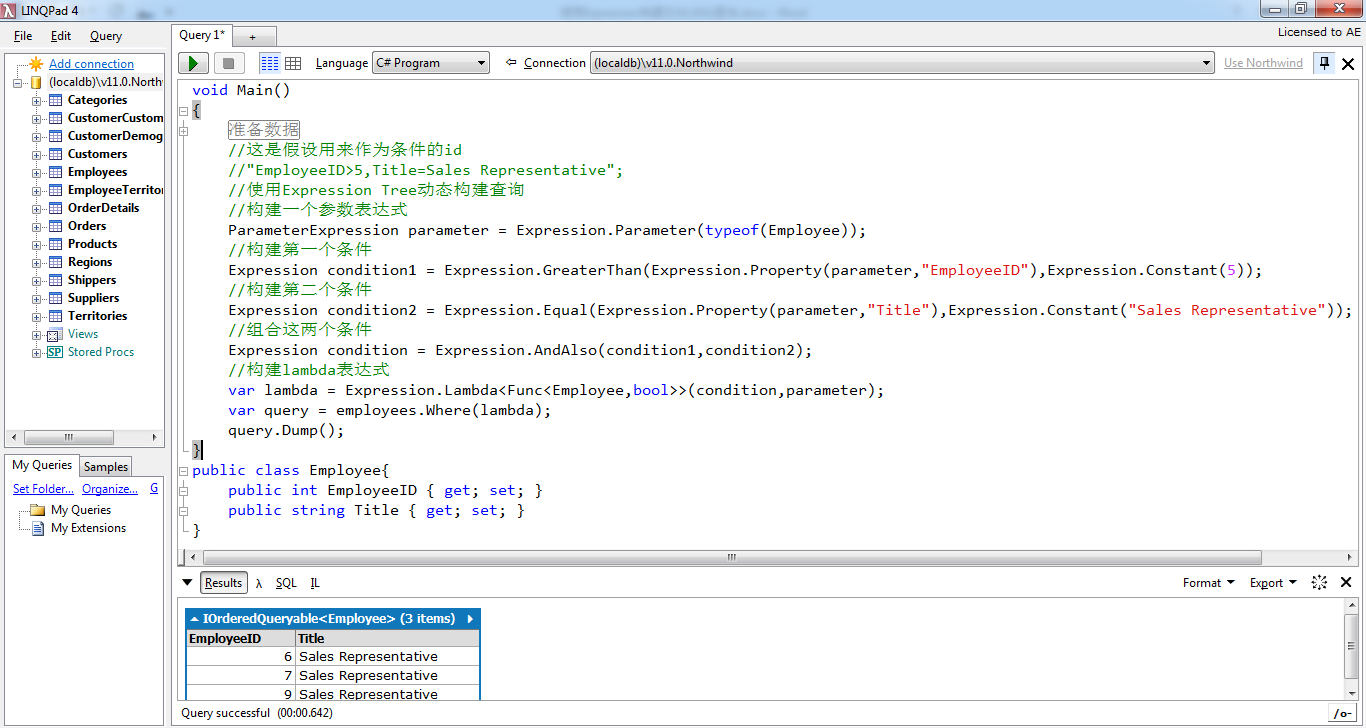 LINQPad 4
File Edit Query
Licensed to AE
Query 1* +
Language C# Program Connection (localdb)\v11.0.Northwind Use Northwind
Add connection
(localdb)\v11.0.North
Categories
CustomerCustom
CustomerDemog
Customers
Employees
EmployeeTerrito
OrderDetails
Orders
Products
Regions
Shippers
Suppliers
Territories
Views
SP Stored Procs
My Queries Samples
Set Folder... Organize... G
My Queries
My Extensions
void Main()
{
准备数据
//这是假设用来作为条件的id
//"EmployeeID>5,Title=Sales Representative";
//使用Expression Tree动态构建查询
//构建一个参数表达式
ParameterExpression parameter = Expression.Parameter(typeof(Employee));
//构建第一个条件
Expression condition1 = Expression.GreaterThan(Expression.Property(parameter,"EmployeeID"),Expression.Constant(5));
//构建第二个条件
Expression condition2 = Expression.Equal(Expression.Property(parameter,"Title"),Expression.Constant("Sales Representative"));
//组合这两个条件
Expression condition = Expression.AndAlso(condition1,condition2);
//构建lambda表达式
var lambda = Expression.Lambda<Func<Employee,bool>>(condition,parameter);
var query = employees.Where(lambda);
query.Dump();
}
public class Employee{
public int EmployeeID { get; set; }
public string Title { get; set; }
}
Results λ SQL IL Format Export
IOrderedQueryable<Employee> (3 items)
EmployeeID Title
6 Sales Representative
7 Sales Representative
9 Sales Representative
Query successful (00:00.642)
/o-